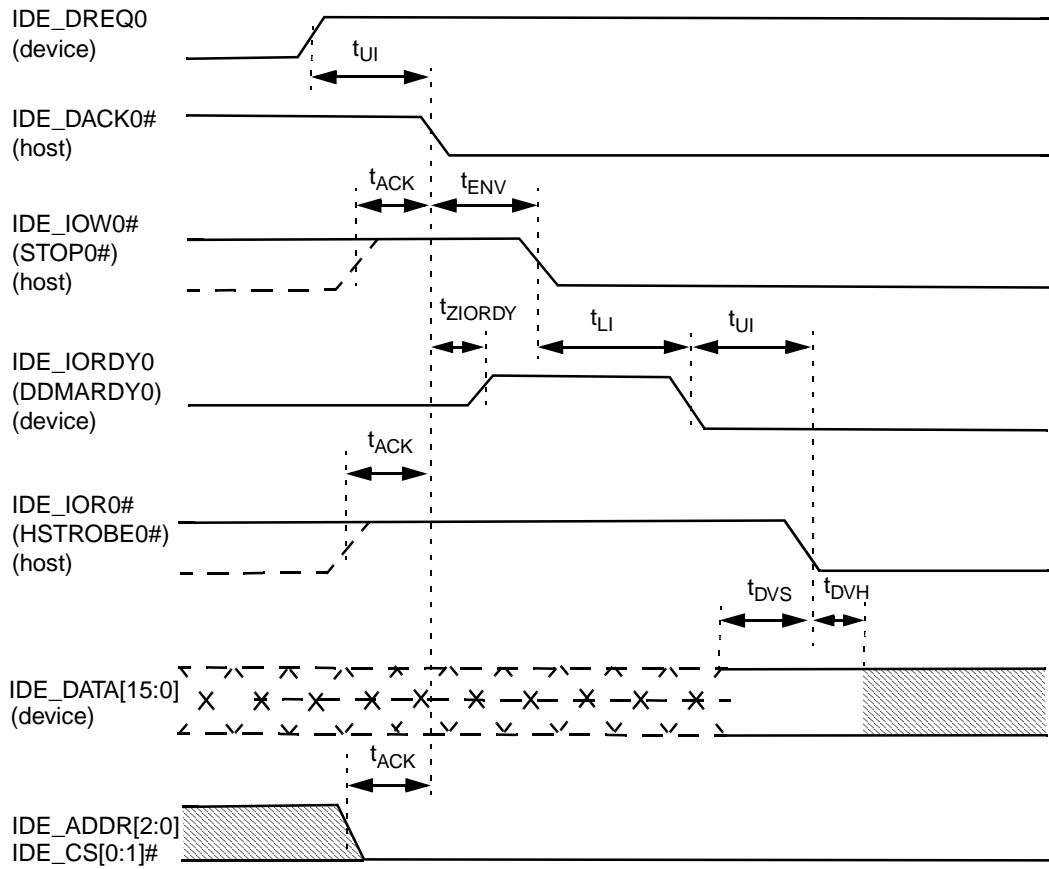 IDE_DREQ0
(device)
tUI
IDE_DACK0#
(host)
tACK
tENV
IDE_IOW0#
(STOP0#)
(host)
tZIORDY
tLI
tUI
IDE_IORDY0
(DDMARDY0)
(device)
tACK
IDE_IOR0#
(HSTROBE0#)
(host)
tDVS
tDVH
IDE_DATA[15:0]
(device)
tACK
IDE_ADDR[2:0]
IDE_CS[0:1]#